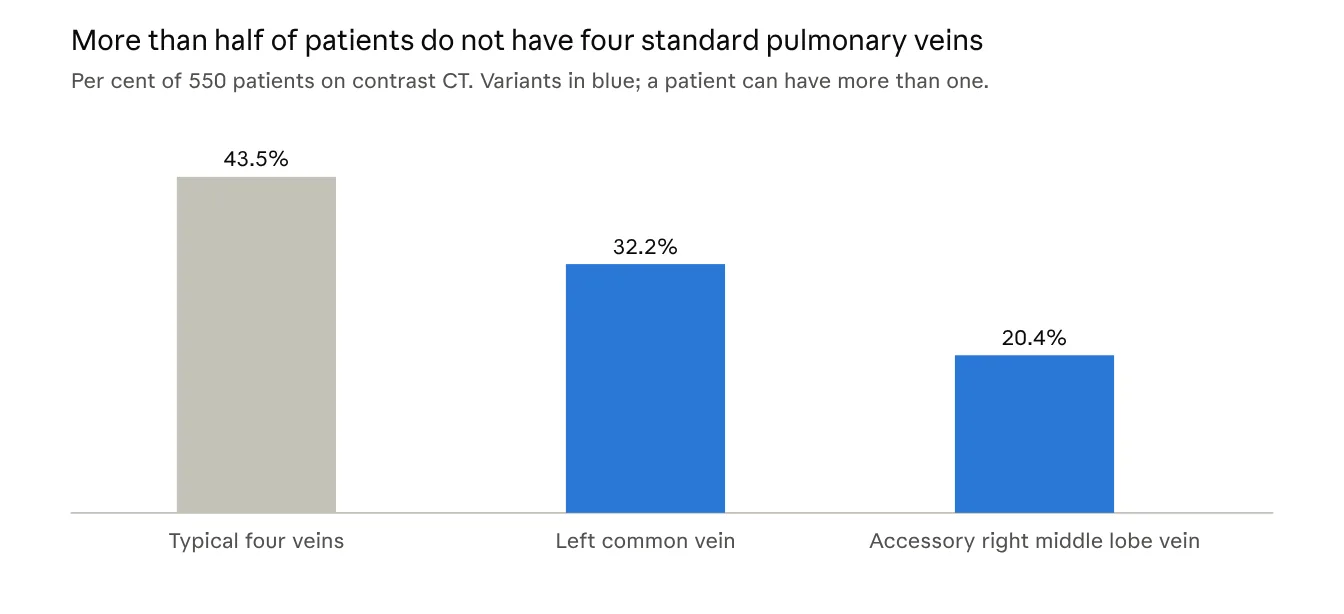 More than half of patients do not have four standard pulmonary veins
Per cent of 550 patients on contrast CT. Variants in blue; a patient can have more than one.
43.5%
32.2%
20.4%
Typical four veins
Left common vein
Accessory right middle lobe vein